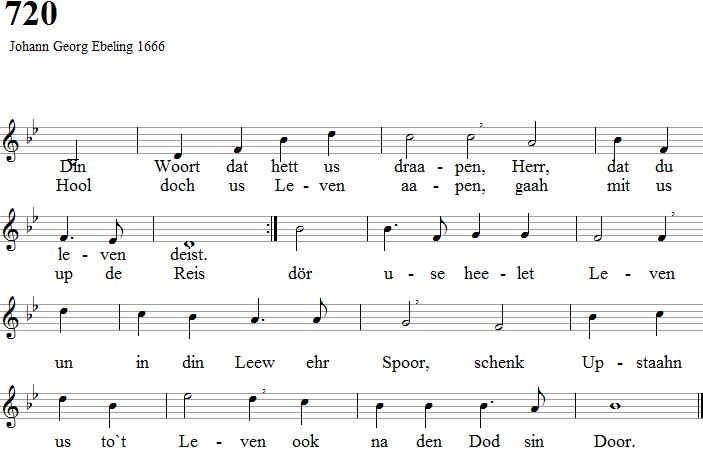 720
Johann Georg Ebeling 1666
Din Woort dat hett us draa - pen, Herr, dat du
Hool doch us Le - ven aa - pen, gaah mit us
le - ven deist.
up de Reis dör u - se hee - let Le - ven
un in din Leew ehr Spoor, schenk Up - staahn
us to`t Le - ven ook na den Dod sin Door.